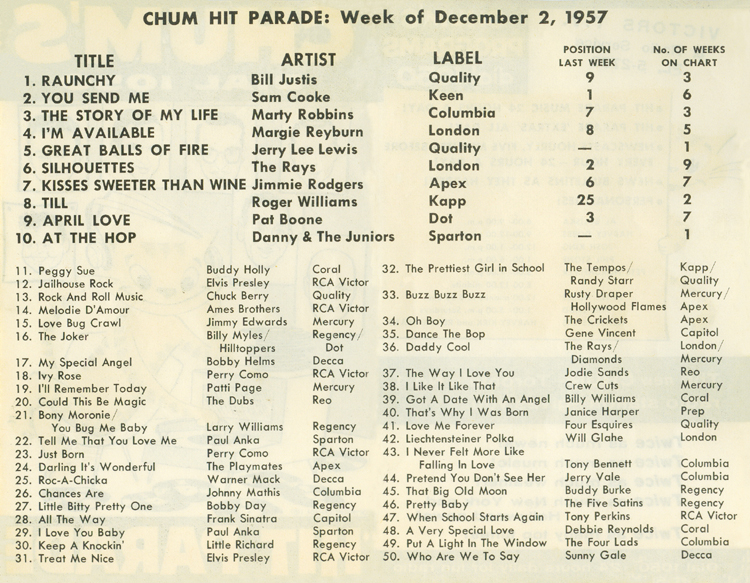 CHUM HIT PARADE: Week of December 2, 1957
TITLE ARTIST LABEL POSITION LAST WEEK No. OF WEEKS ON CHART
1. RAUNCHY Bill Justis Quality 9 3
2. YOU SEND ME Sam Cooke Keen 1 6
3. THE STORY OF MY LIFE Marty Robbins Columbia 7 3
4. I'M AVAILABLE Margie Reyburn London 8 5
5. GREAT BALLS OF FIRE Jerry Lee Lewis Quality — 1
6. SILHOUETTES The Rays London 2 9
7. KISSES SWEETER THAN WINE Jimmie Rodgers Apex 6 7
8. TILL Roger Williams Kapp 25 2
9. APRIL LOVE Pat Boone Dot 3 7
10. AT THE HOP Danny & The Juniors Sparton — 1
11. Peggy Sue Buddy Holly Coral
12. Jailhouse Rock Elvis Presley RCA Victor
13. Rock And Roll Music Chuck Berry Quality
14. Melodie D'Amour Ames Brothers RCA Victor
15. Love Bug Crawl Jimmy Edwards Mercury
16. The Joker Billy Myles/ Regency/
Hilltoppers Dot
17. My Special Angel Bobby Helms Decca
18. Ivy Rose Perry Como RCA Victor
19. I'll Remember Today Patti Page Mercury
20. Could This Be Magic The Dubs Reo
21. Bony Moronie/
You Bug Me Baby Larry Williams Regency
22. Tell Me That You Love Me Paul Anka Sparton
23. Just Born Perry Como RCA Victor
24. Darling It's Wonderful The Playmates Apex
25. Roc-A-Chicka Warner Mack Decca
26. Chances Are Johnny Mathis Columbia
27. Little Bitty Pretty One Bobby Day Regency
28. All The Way Frank Sinatra Capitol
29. I Love You Baby Paul Anka Sparton
30. Keep A Knockin' Little Richard Regency
31. Treat Me Nice Elvis Presley RCA Victor
32. The Prettiest Girl in School The Tempos/ Kapp/
Randy Starr Quality
33. Buzz Buzz Buzz Rusty Draper Mercury/
Hollywood Flames Apex
34. Oh Boy The Crickets Apex
35. Dance The Bop Gene Vincent Capitol
36. Daddy Cool The Rays/ London/
Diamonds Mercury
37. The Way I Love You Jodie Sands Reo
38. I Like It Like That Crew Cuts Mercury
39. Got A Date With An Angel Billy Williams Coral
40. That's Why I Was Born Janice Harper Prep
41. Love Me Forever Four Esquires Quality
42. Liechtensteiner Polka Will Glahe London
43. I Never Felt More Like
Falling In Love Tony Bennett Columbia
44. Pretend You Don't See Her Jerry Vale Columbia
45. That Big Old Moon Buddy Burke Regency
46. Pretty Baby The Five Satins Regency
47. When School Starts Again Tony Perkins RCA Victor
48. A Very Special Love Debbie Reynolds Coral
49. Put A Light In The Window The Four Lads Columbia
50. Who Are We To Say Sunny Gale Decca